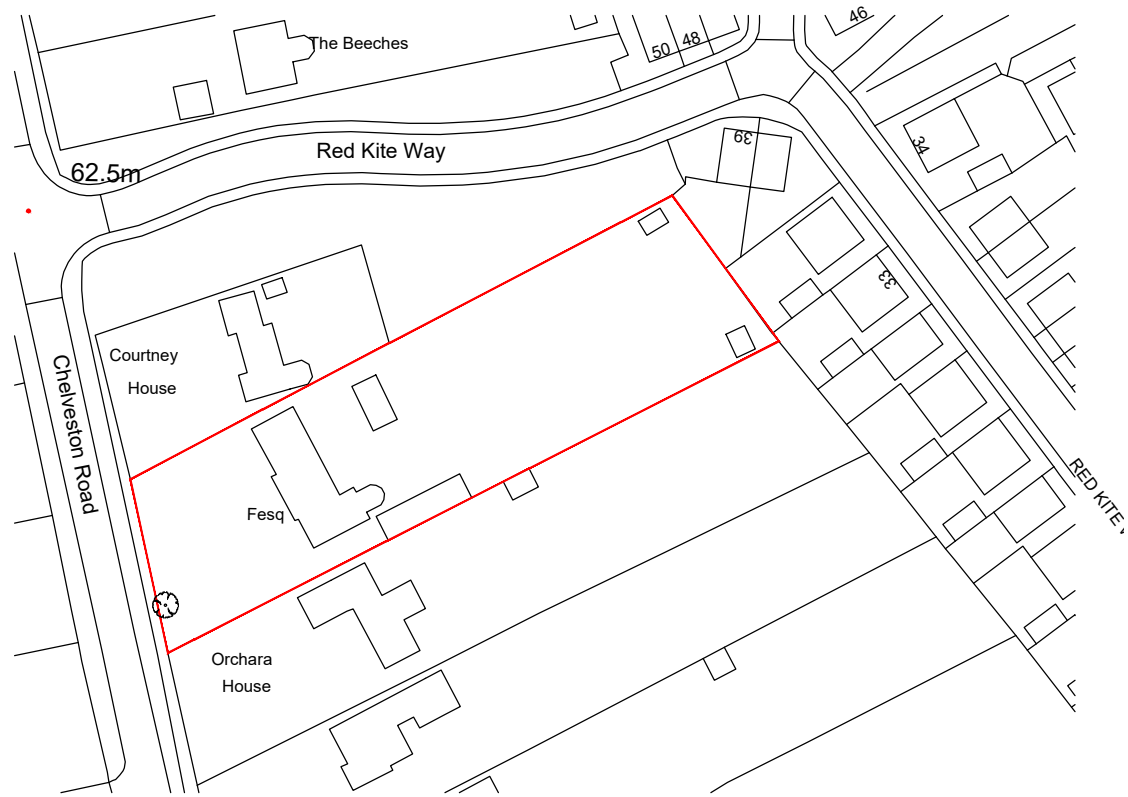 46
The Beeches
50 48
39
34
Red Kite Way
62.5m
33
Courtney
House
Chelveston Road
RED KITE
Fesq
Orchara
House